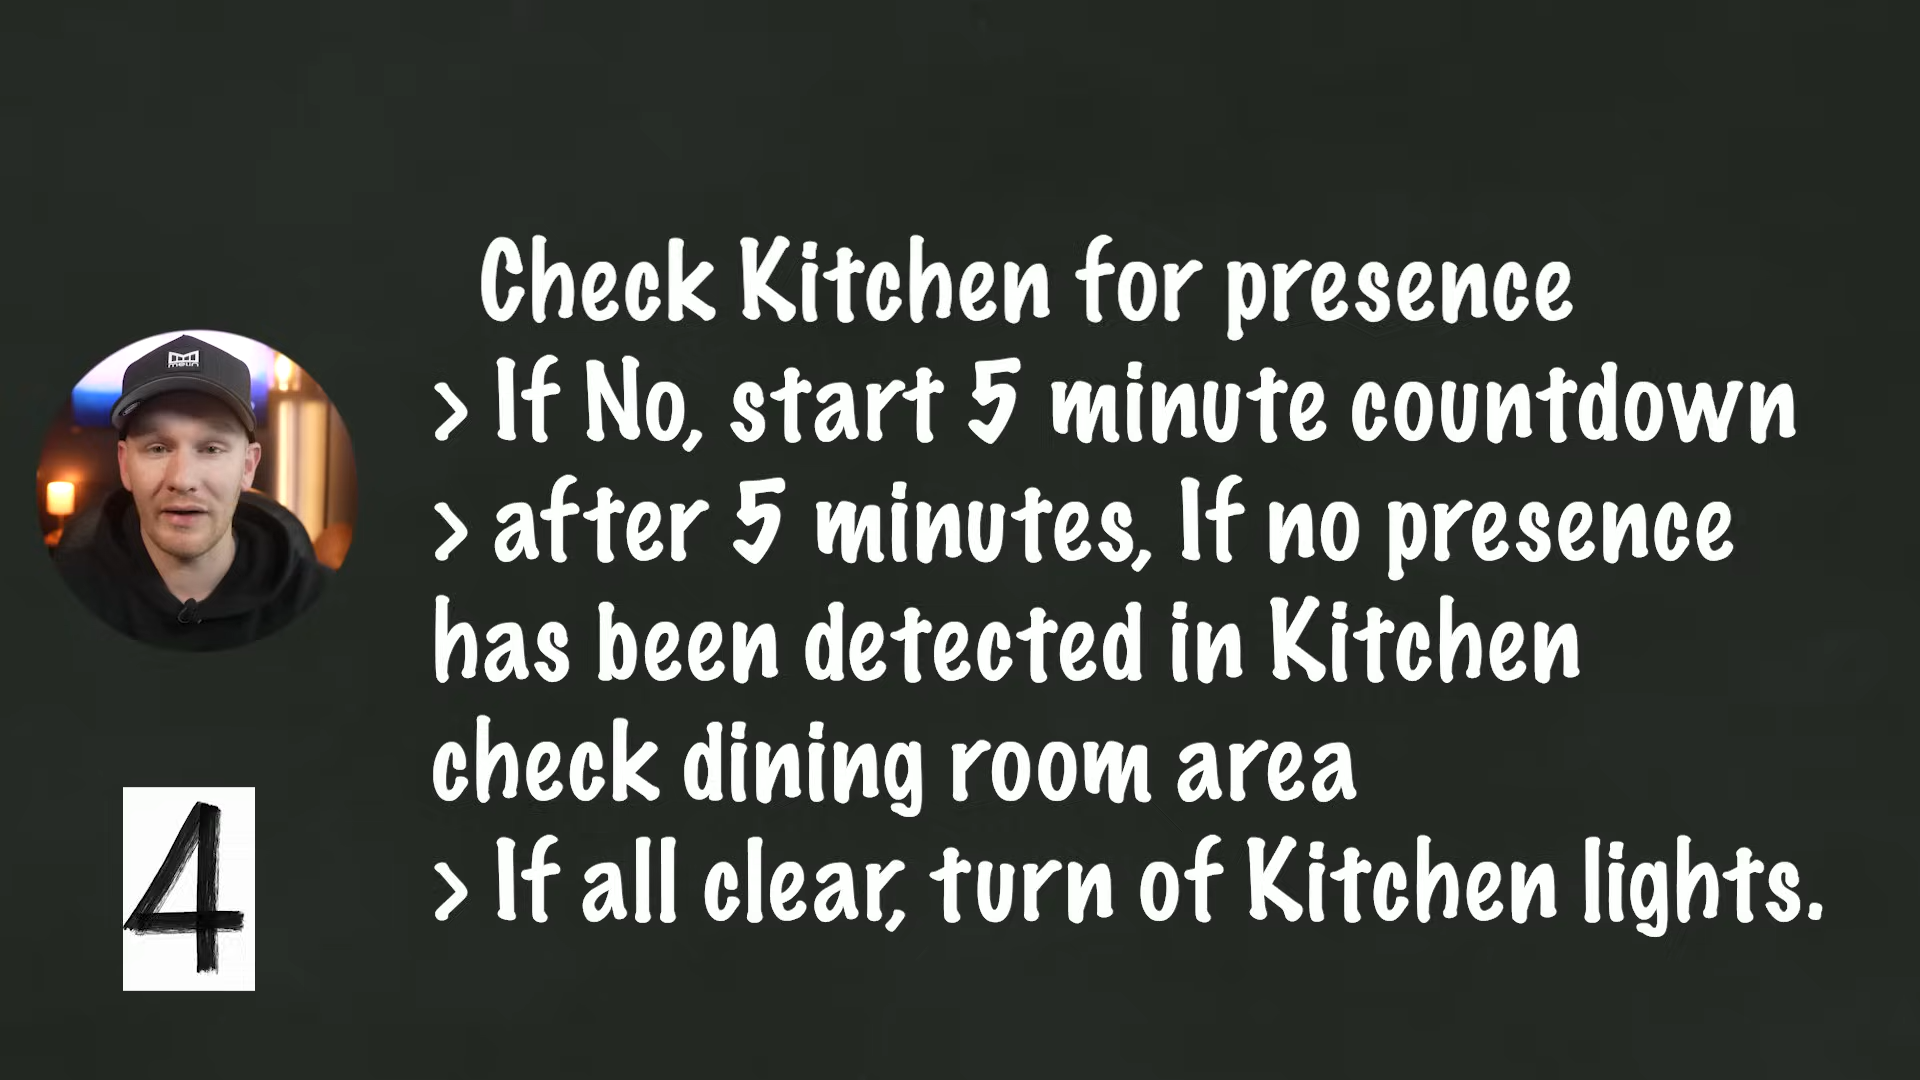 Check Kitchen for presence
> If No, start 5 minute countdown
> after 5 minutes, If no presence
has been detected in Kitchen
check dining room area
> If all clear, turn of Kitchen lights.
melin
4